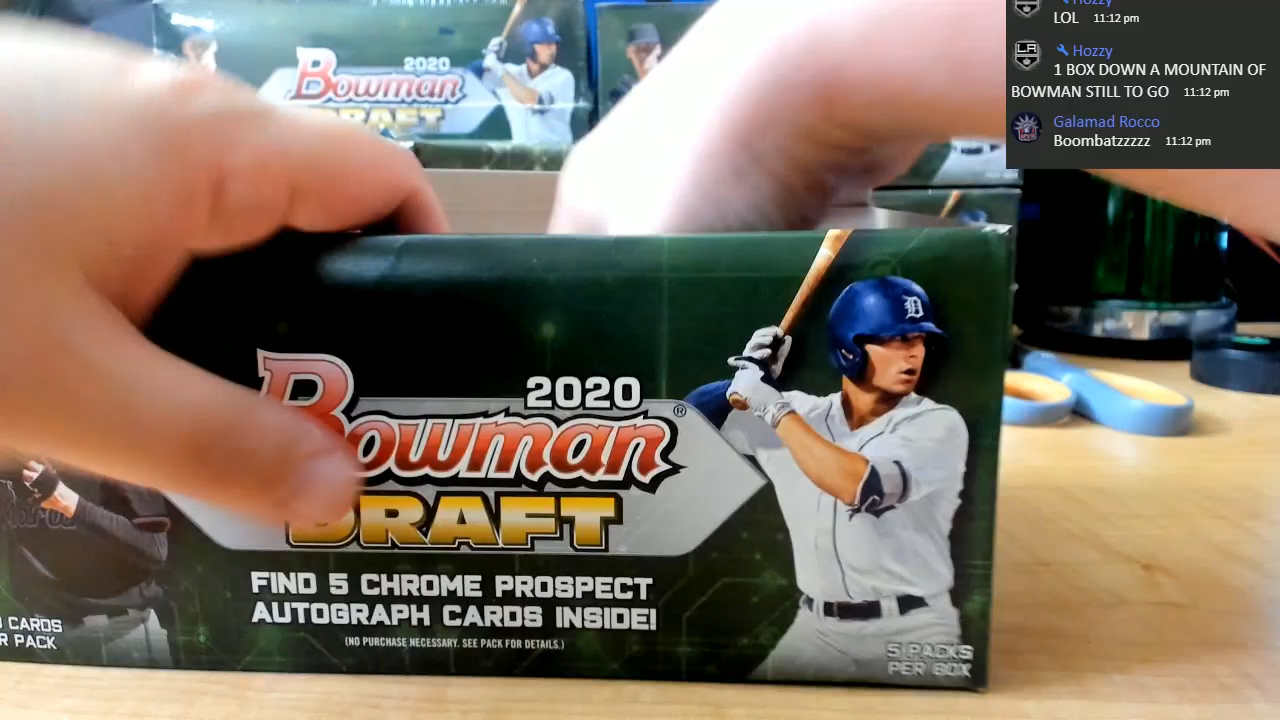 Hozzy
LOL 11:12 pm
Hozzy
1 BOX DOWN A MOUNTAIN OF
BOWMAN STILL TO GO 11:12 pm
Galamad Rocco
Boombatzzzzz 11:12 pm
2020
Bowman
DRAFT
2020
Bowman®
DRAFT
FIND 5 CHROME PROSPECT
AUTOGRAPH CARDS INSIDE!
(NO PURCHASE NECESSARY. SEE PACK FOR DETAILS.)
CARDS
PACK
5 PACKS
PER BOX
D